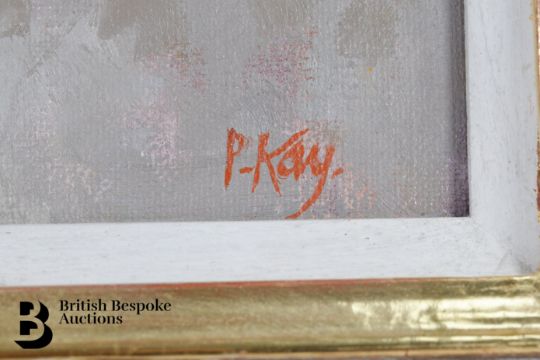 P-Kay.
British Bespoke
Auctions